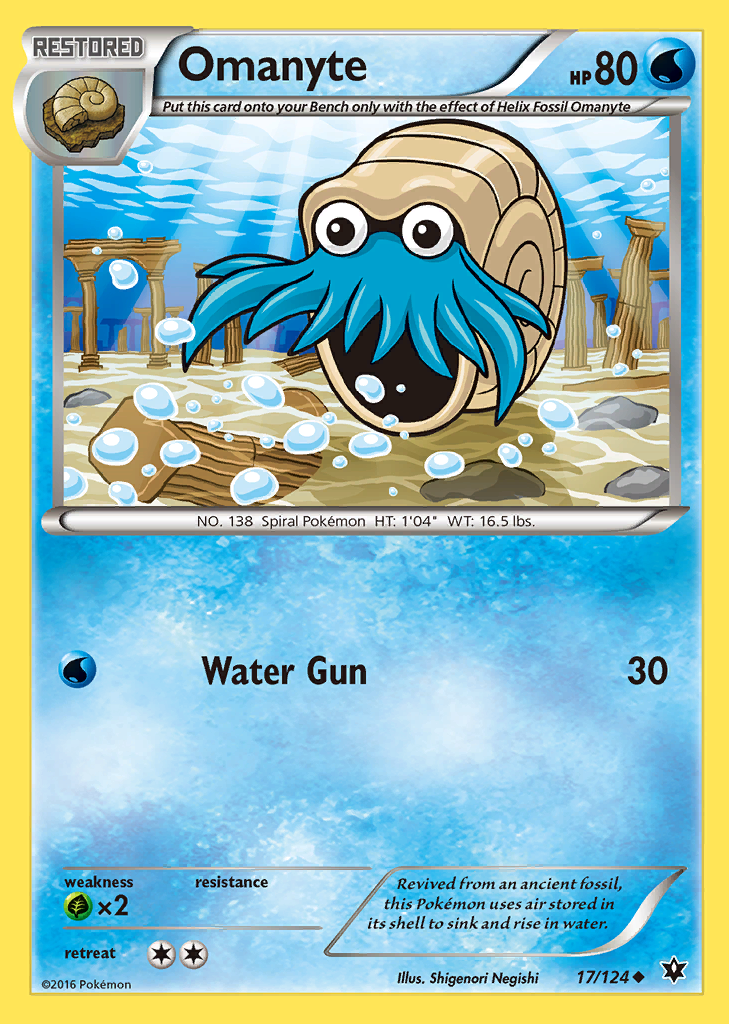 RESTORED
Omanyte
HP 80
Put this card onto your Bench only with the effect of Helix Fossil Omanyte
NO. 138 Spiral Pokémon HT: 1'04" WT: 16.5 lbs.
Water Gun 30
weakness resistance
×2
Revived from an ancient fossil,
this Pokémon uses air stored in
its shell to sink and rise in water.
retreat
©2016 Pokémon
Illus. Shigenori Negishi
17/124